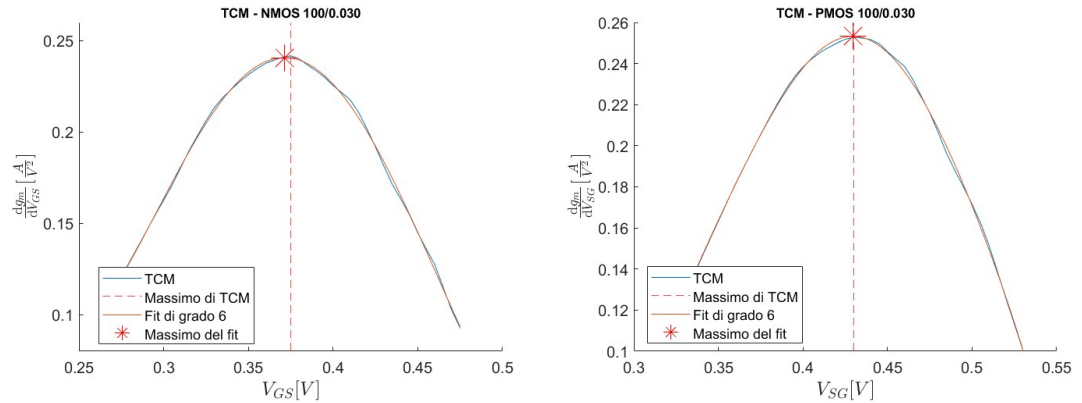 TCM - NMOS 100/0.030
0.25
0.2
0.15
0.1
dg_m/dV_GS [A/V^2]
TCM
Massimo di TCM
Fit di grado 6
Massimo del fit
0.25 0.3 0.35 0.4 0.45 0.5
V_GS[V]
TCM - PMOS 100/0.030
0.26
0.24
0.22
0.2
0.18
0.16
0.14
0.12
0.1
dg_m/dV_SG [A/V^2]
TCM
Massimo di TCM
Fit di grado 6
Massimo del fit
0.3 0.35 0.4 0.45 0.5 0.55
V_SG[V]